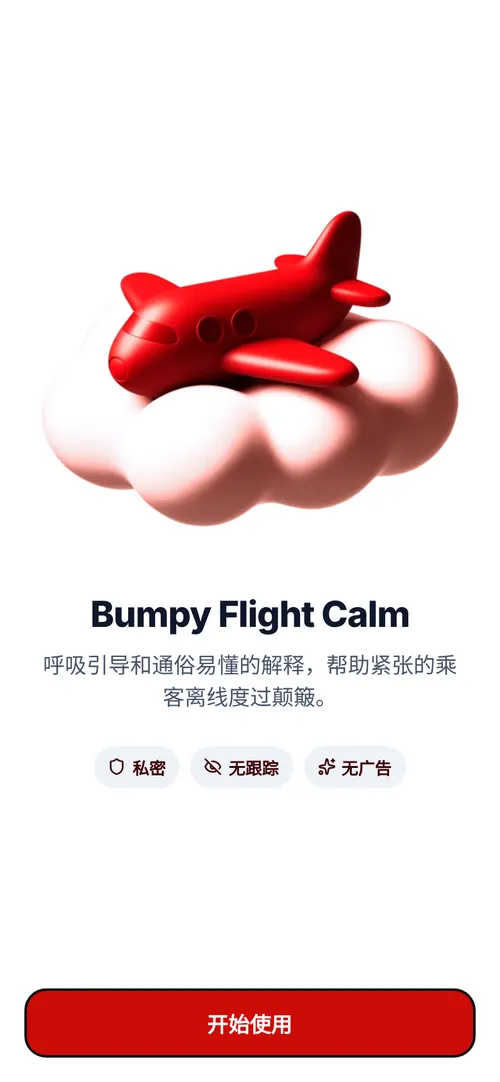 Bumpy Flight Calm
呼吸引导和通俗易懂的解释，帮助紧张的乘
客离线度过颠簸。
私密
无跟踪
无广告
开始使用